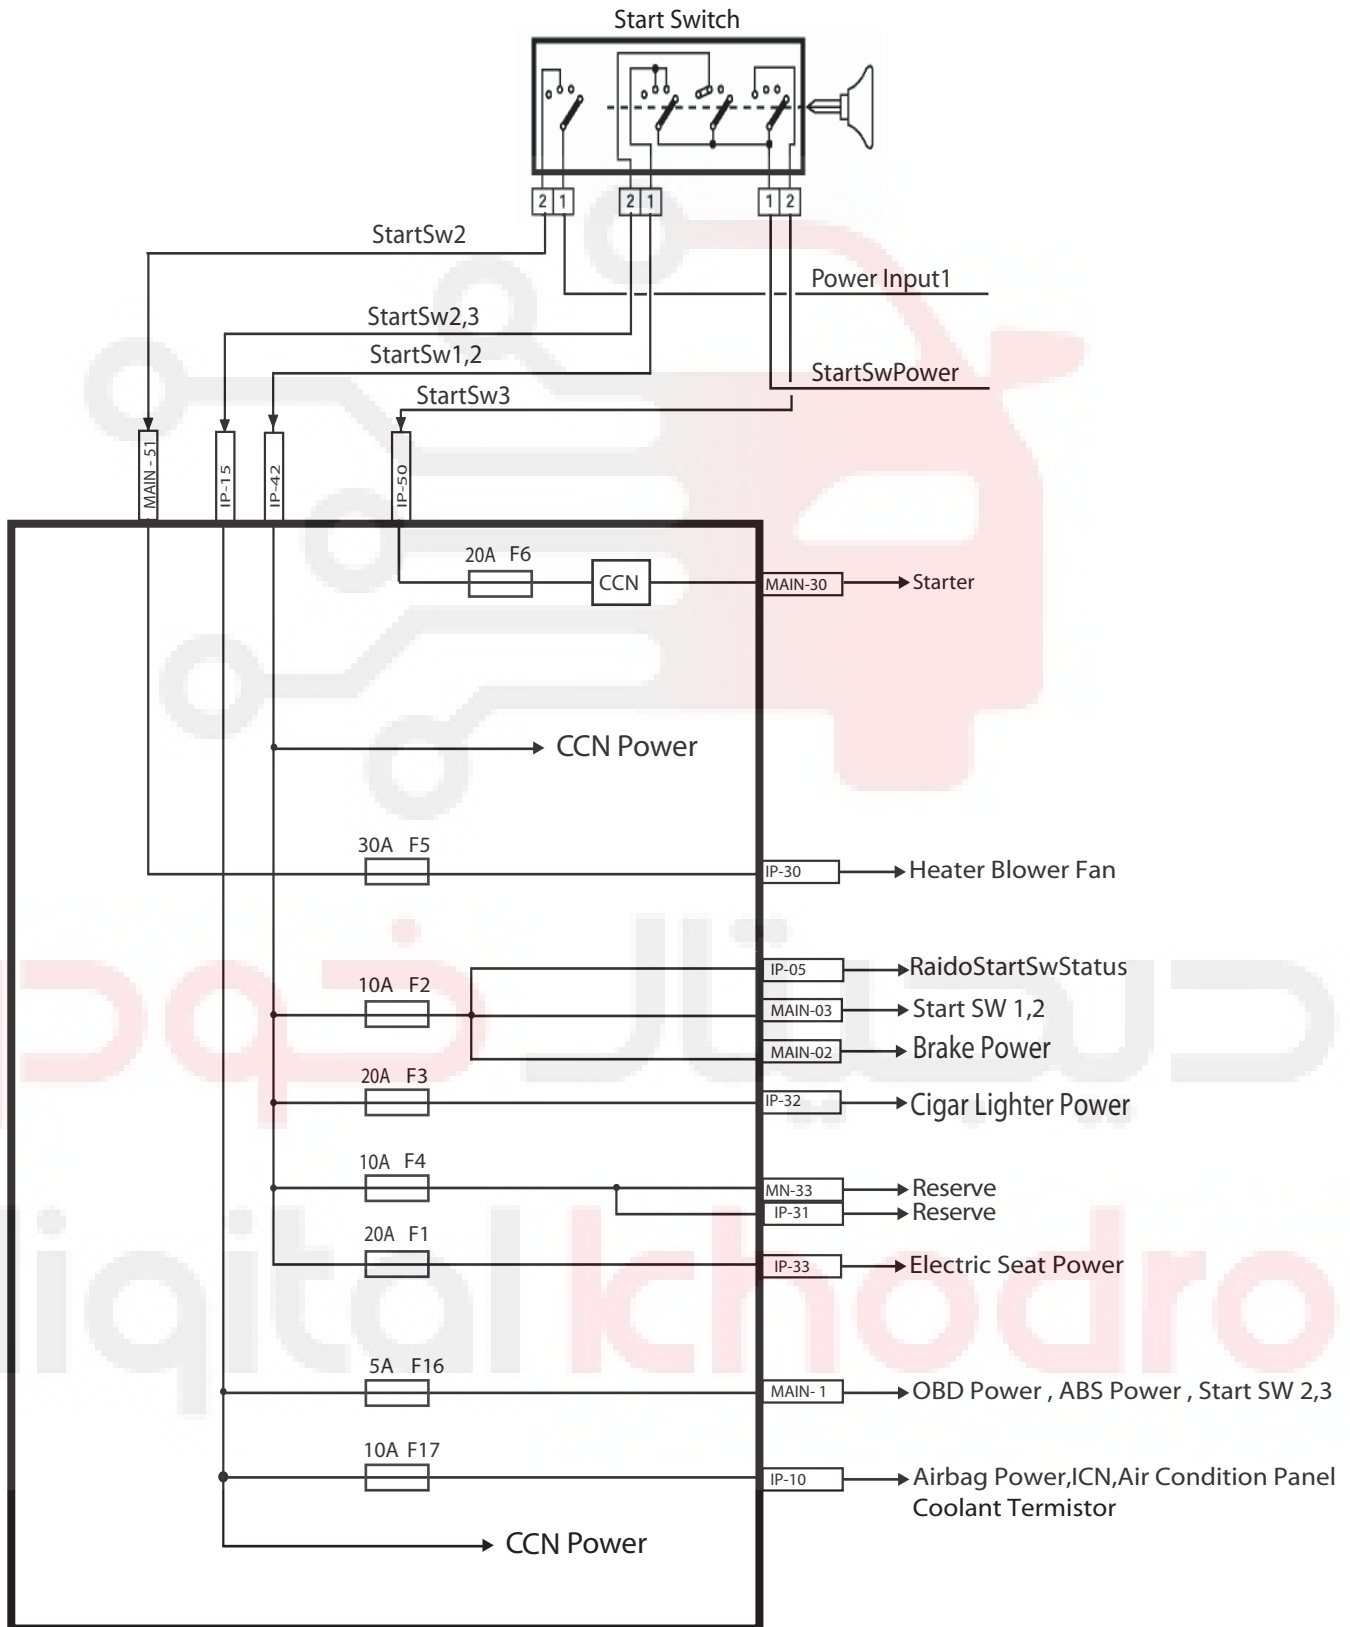 Start Switch
2 1
2 1
1 2
StartSw2
Power Input1
StartSw2,3
StartSw1,2
StartSwPower
StartSw3
MAIN - 51
IP-15
IP-42
IP-50
20A F6
CCN
MAIN-30
Starter
CCN Power
30A F5
IP-30
Heater Blower Fan
IP-05
RaidoStartSwStatus
10A F2
MAIN-03
Start SW 1,2
MAIN-02
Brake Power
20A F3
IP-32
Cigar Lighter Power
10A F4
MN-33
Reserve
IP-31
Reserve
20A F1
IP-33
Electric Seat Power
5A F16
MAIN- 1
OBD Power , ABS Power , Start SW 2,3
10A F17
IP-10
Airbag Power,ICN,Air Condition Panel
Coolant Termistor
CCN Power
دیجیتال خودرو
digital khodro